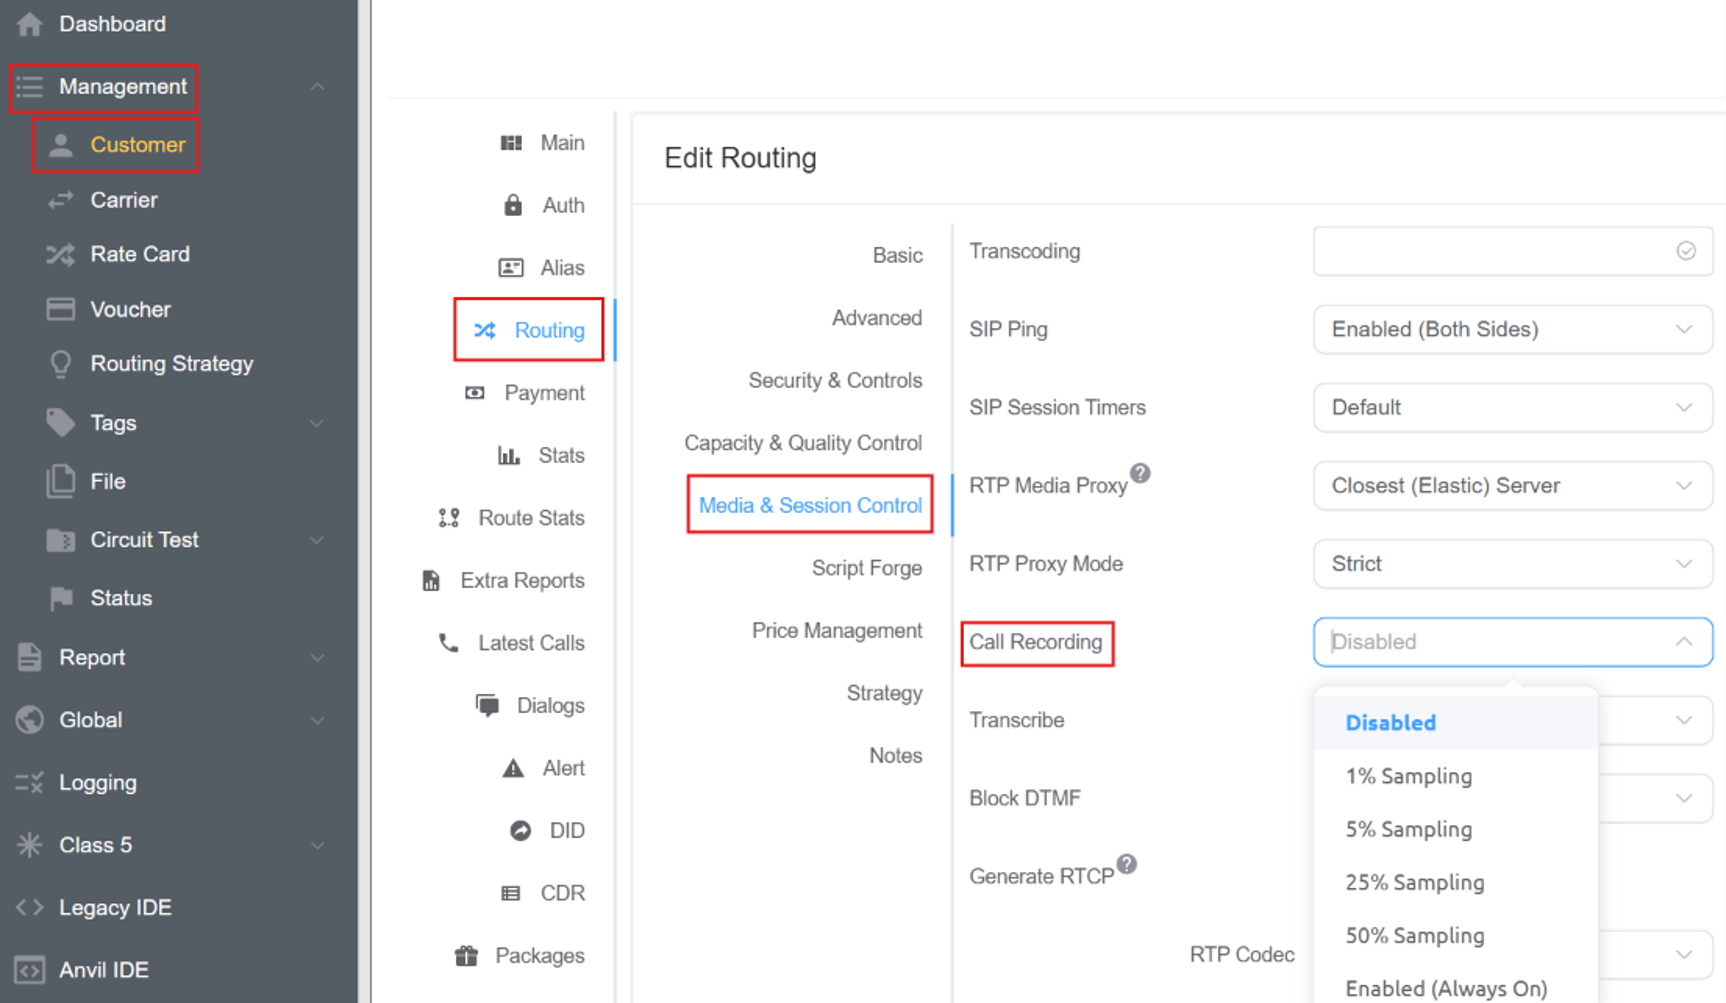 Dashboard
Management
Customer
Carrier
Rate Card
Voucher
Routing Strategy
Tags
File
Circuit Test
Status
Report
Global
Logging
Class 5
Legacy IDE
Anvil IDE
Main
Auth
Alias
Routing
Payment
Stats
Route Stats
Extra Reports
Latest Calls
Dialogs
Alert
DID
CDR
Packages
Edit Routing
Basic
Advanced
Security & Controls
Capacity & Quality Control
Media & Session Control
Script Forge
Price Management
Strategy
Notes
Transcoding
SIP Ping
Enabled (Both Sides)
SIP Session Timers
Default
RTP Media Proxy ?
Closest (Elastic) Server
RTP Proxy Mode
Strict
Call Recording
Disabled
Transcribe
Block DTMF
Generate RTCP ?
RTP Codec
Disabled
1% Sampling
5% Sampling
25% Sampling
50% Sampling
Enabled (Always On)